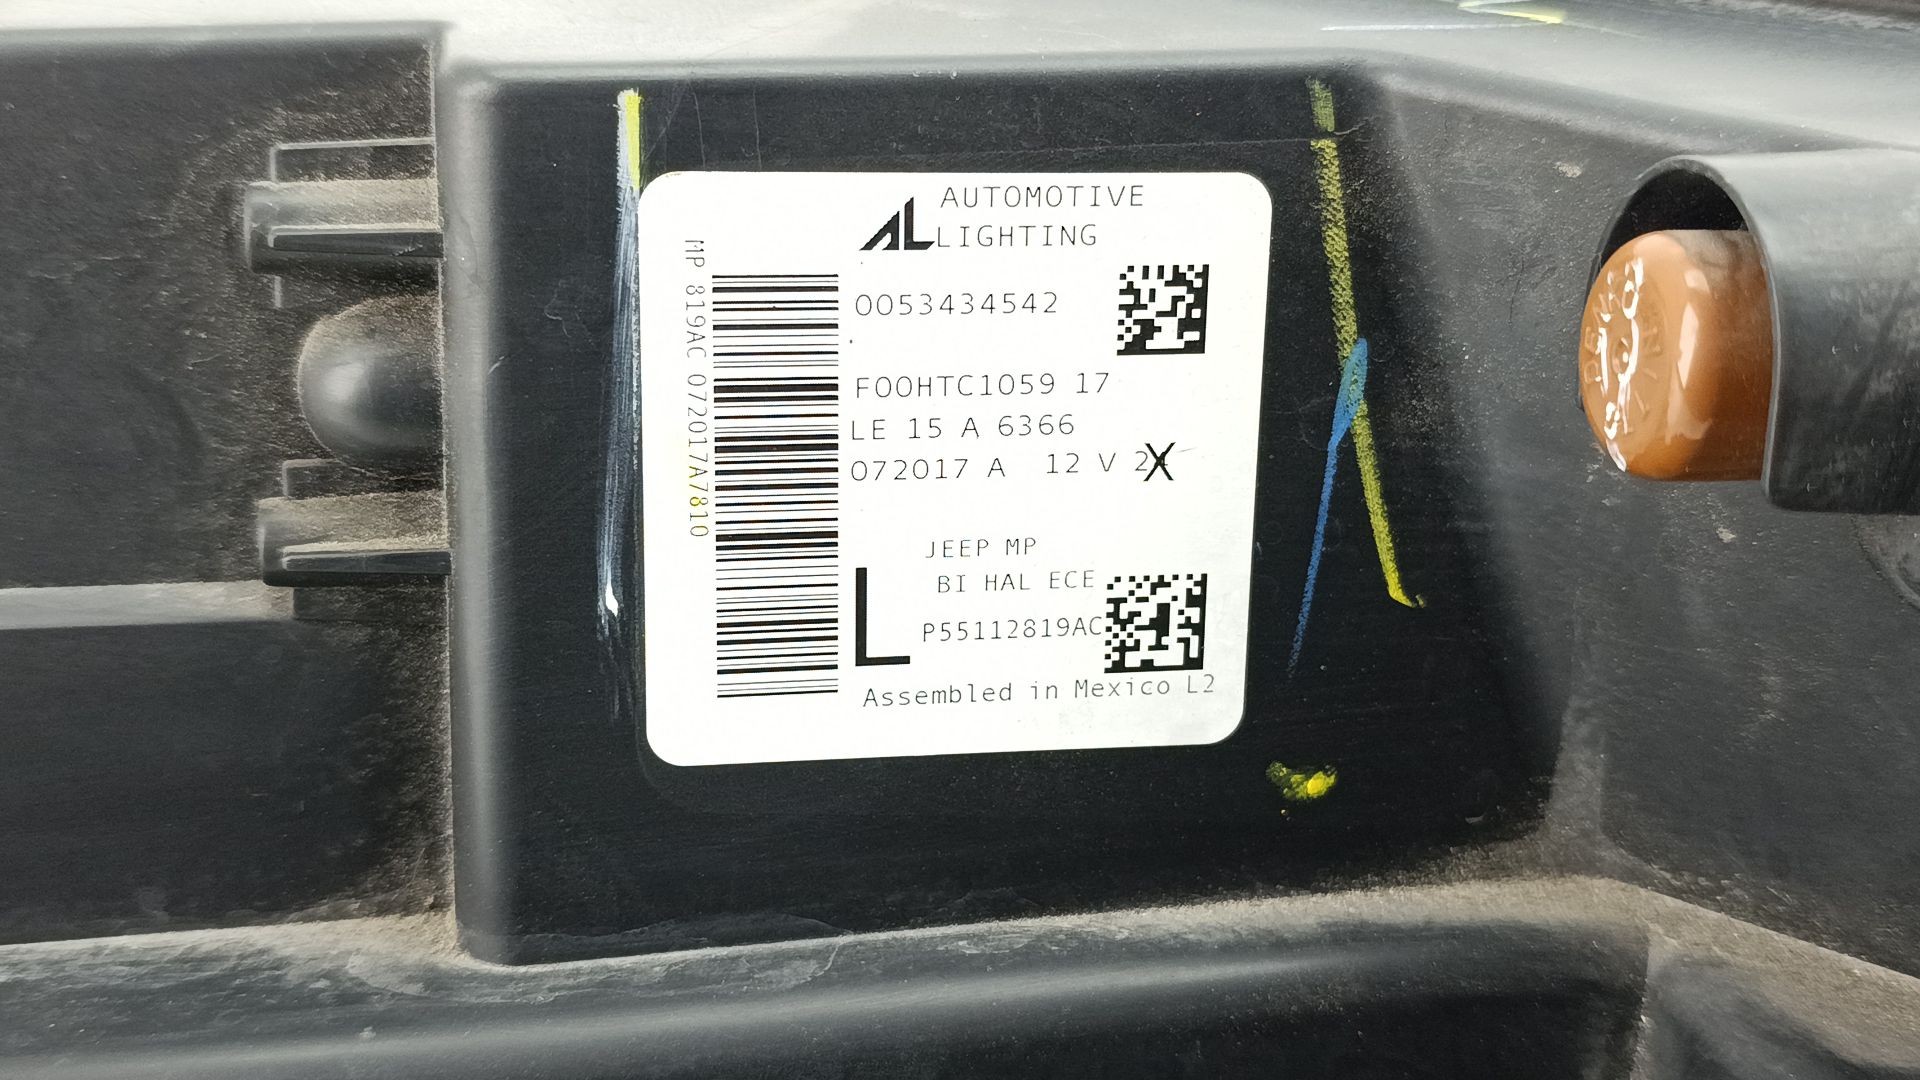 AUTOMOTIVE
LIGHTING
0053434542
F00HTC1059 17
LE 15 A 6366
072017 A 12 V
JEEP MP
BI HAL ECE
L
P55112819AC
Assembled in Mexico L2
MP 819AC 072017A7810